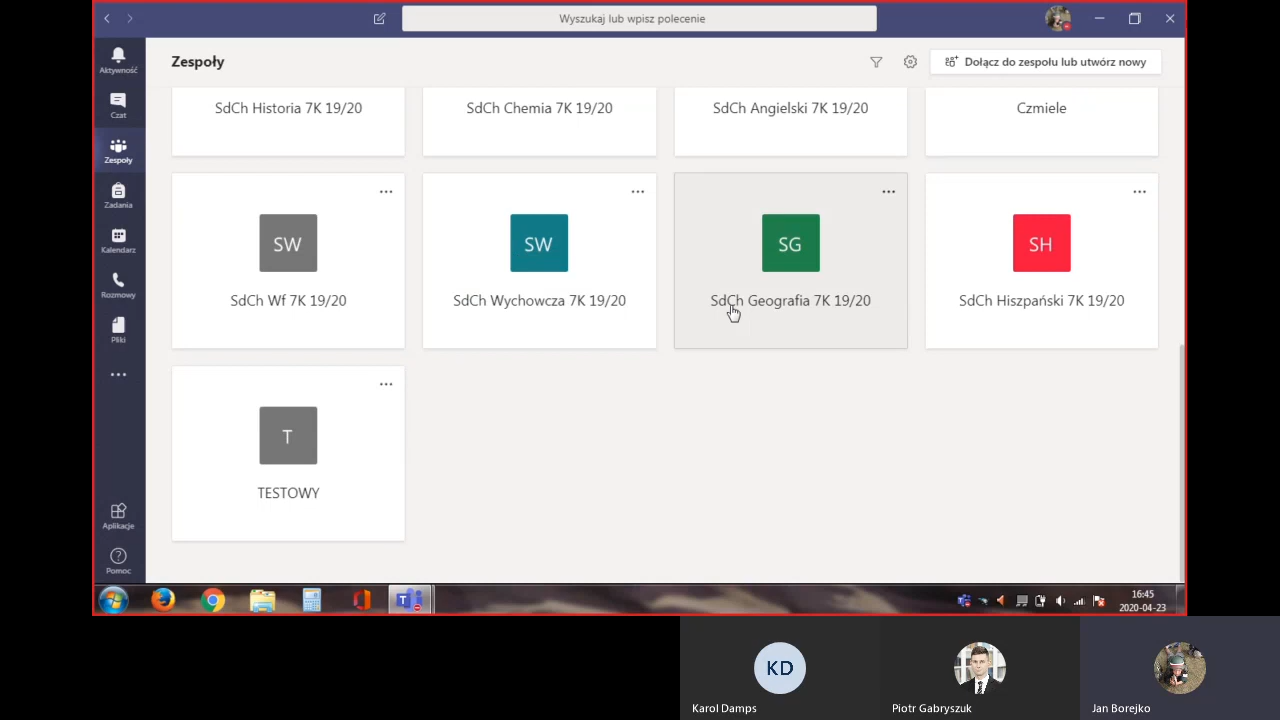 Wyszukaj lub wpisz polecenie
Aktywność
Czat
Zespoły
Zadania
Kalendarz
Rozmowy
Pliki
Aplikacje
Pomoc
Zespoły
Dołącz do zespołu lub utwórz nowy
SdCh Historia 7K 19/20
SdCh Chemia 7K 19/20
SdCh Angielski 7K 19/20
Czmiele
SW
SdCh Wf 7K 19/20
SW
SdCh Wychowcza 7K 19/20
SG
SdCh Geografia 7K 19/20
SH
SdCh Hiszpański 7K 19/20
T
TESTOWY
16:45
2020-04-23
KD
Karol Damps
Piotr Gabryszuk
Jan Borejko